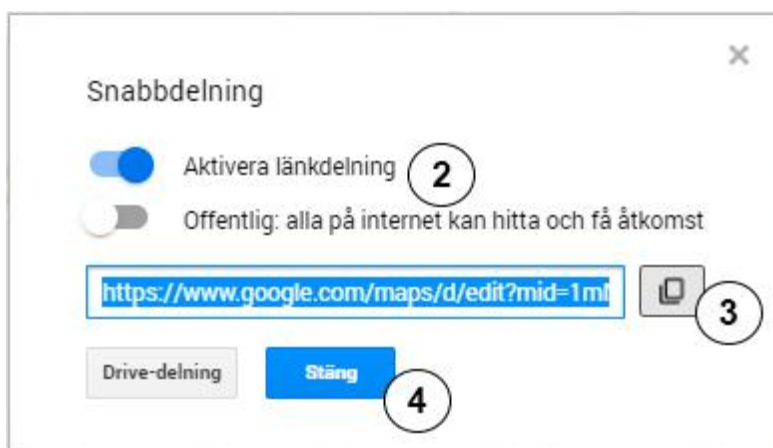 Snabbdelning
Aktivera länkdelning 2
Offentlig: alla på internet kan hitta och få åtkomst
https://www.google.com/maps/d/edit?mid=1m
3
Drive-delning Stäng 4